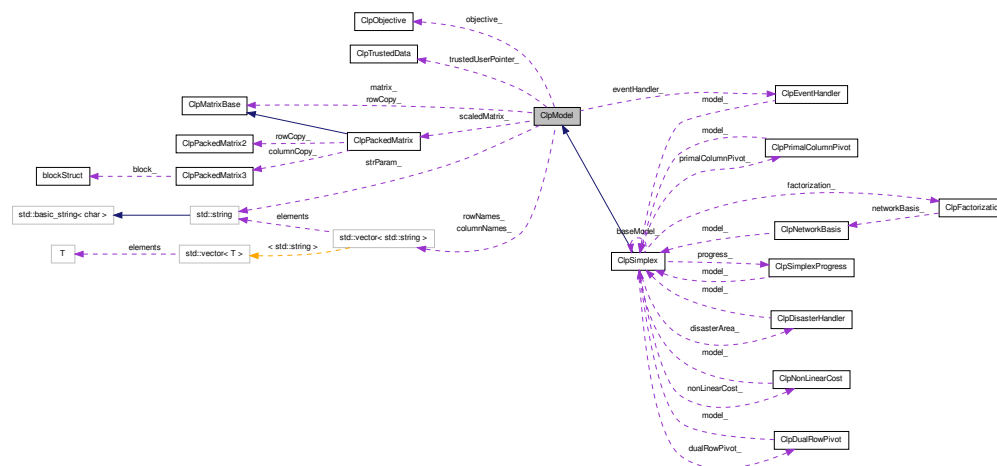 ClpObjective
objective_
ClpTrustedData
trustedUserPointer_
matrix_
rowCopy_
eventHandler_
ClpEventHandler
model_
ClpMatrixBase
scaledMatrix_
ClpModel
model_
rowCopy_
ClpPackedMatrix
ClpPackedMatrix2
columnCopy_
ClpPrimalColumnPivot
primalColumnPivot_
strParam_
block_
blockStruct
ClpPackedMatrix3
factorization_
std::basic_string< char >
std::string
elements
rowNames_
columnNames_
networkBasis_
ClpFactorizatio
std::vector< std::string >
model_
ClpNetworkBasis
T
elements
std::vector< T >
< std::string >
baseModel_
ClpSimplex
progress_
model_
ClpSimplexProgress
model_
disasterArea_
ClpDisasterHandler
model_
nonLinearCost_
ClpNonLinearCost
model_
dualRowPivot_
ClpDualRowPivot